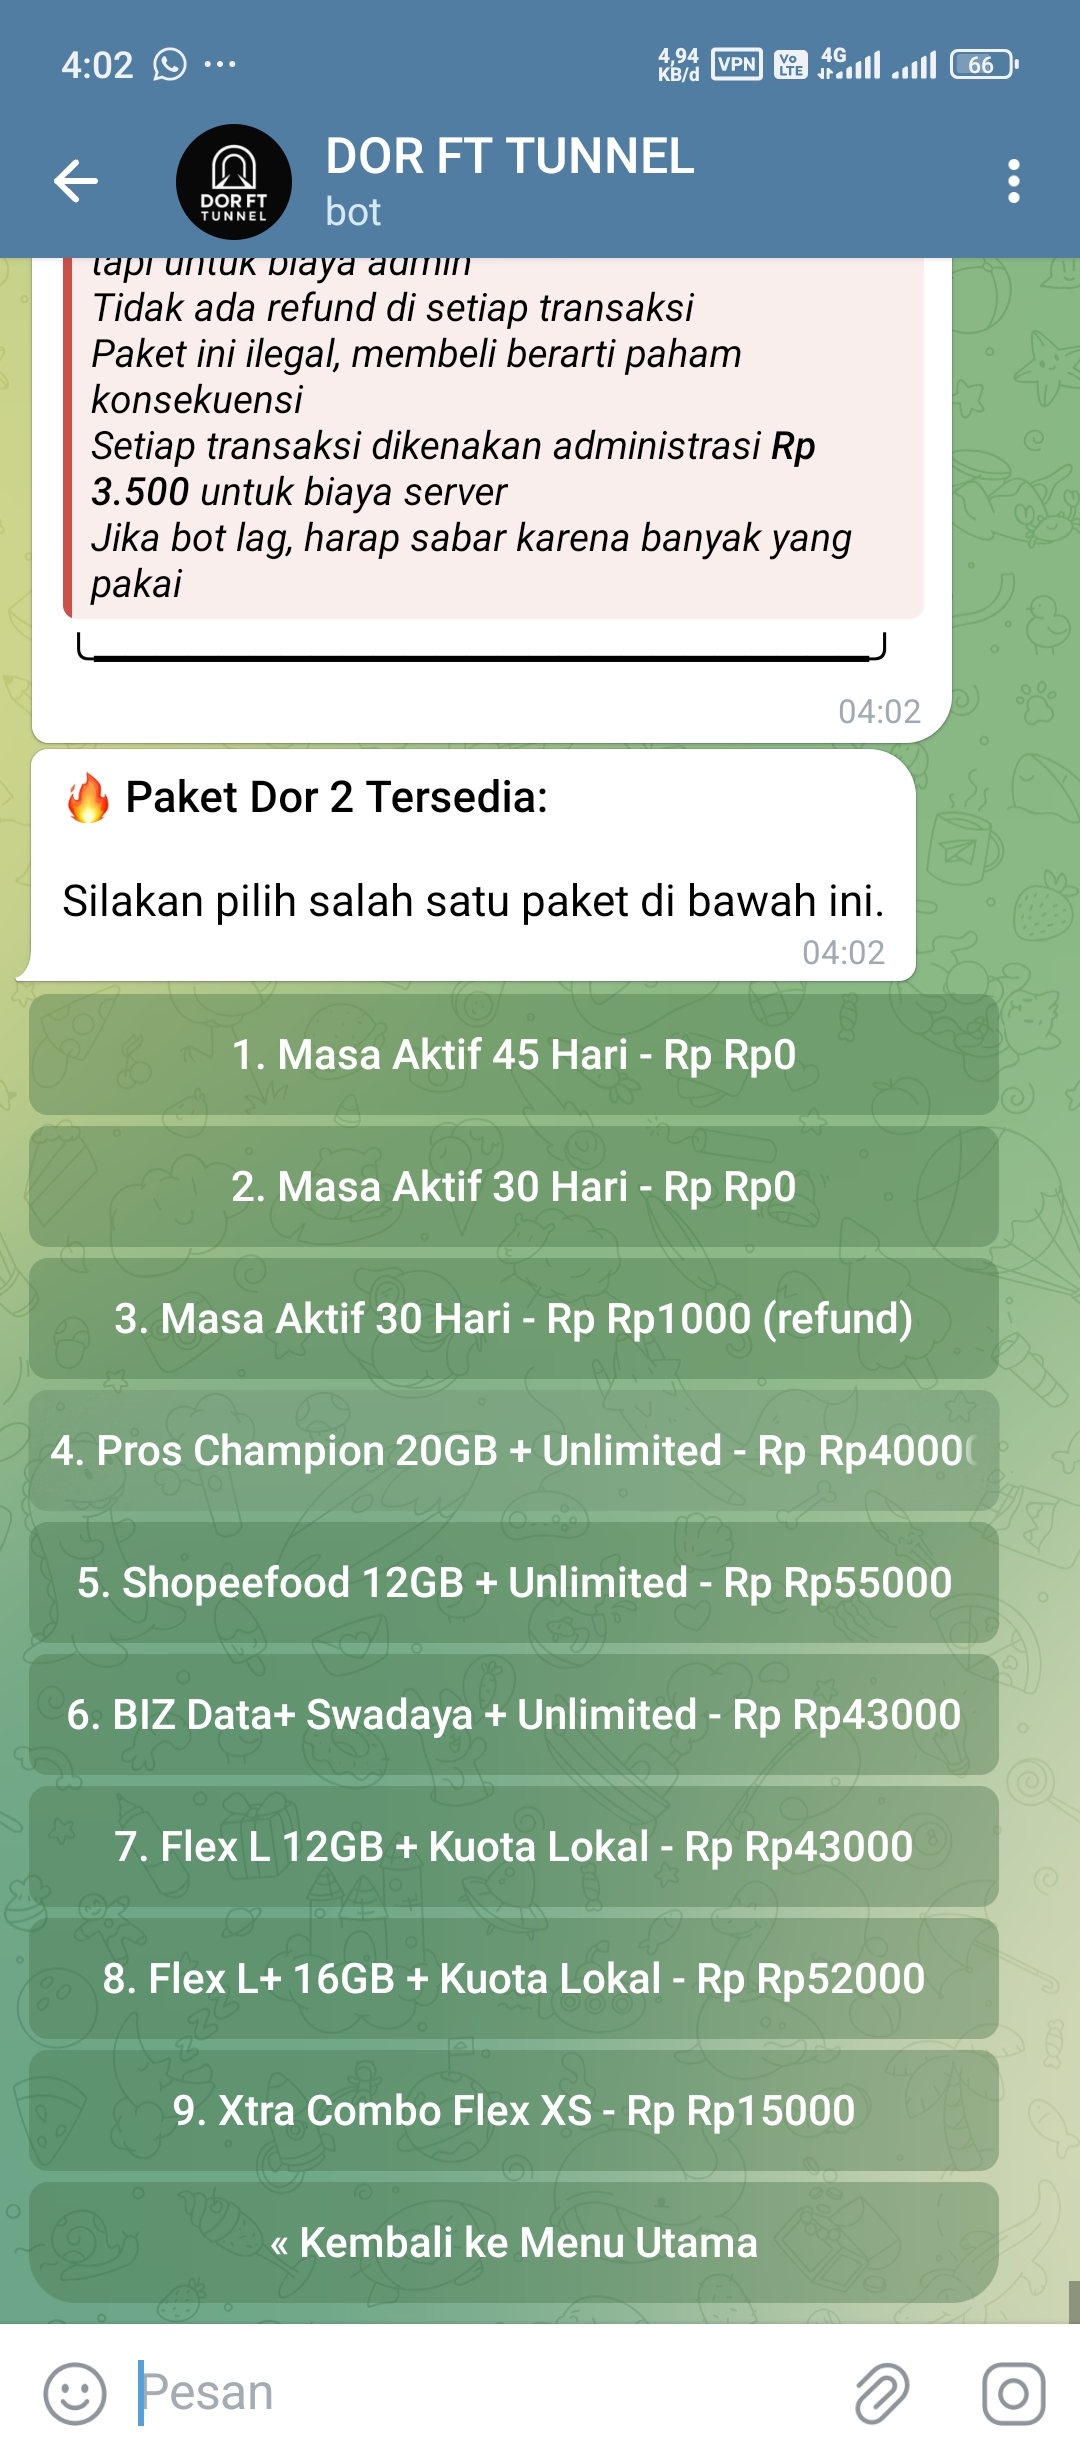 4:02
4,94
KB/d
VPN
Vo
LTE
4G
66
DOR FT TUNNEL
bot
DOR FT
TUNNEL
tapi untuk biaya admin
Tidak ada refund di setiap transaksi
Paket ini ilegal, membeli berarti paham
konsekuensi
Setiap transaksi dikenakan administrasi Rp
3.500 untuk biaya server
Jika bot lag, harap sabar karena banyak yang
pakai
04:02
🔥 Paket Dor 2 Tersedia:
Silakan pilih salah satu paket di bawah ini.
04:02
1. Masa Aktif 45 Hari - Rp Rp0
2. Masa Aktif 30 Hari - Rp Rp0
3. Masa Aktif 30 Hari - Rp Rp1000 (refund)
4. Pros Champion 20GB + Unlimited - Rp Rp40000
5. Shopeefood 12GB + Unlimited - Rp Rp55000
6. BIZ Data+ Swadaya + Unlimited - Rp Rp43000
7. Flex L 12GB + Kuota Lokal - Rp Rp43000
8. Flex L+ 16GB + Kuota Lokal - Rp Rp52000
9. Xtra Combo Flex XS - Rp Rp15000
« Kembali ke Menu Utama
Pesan